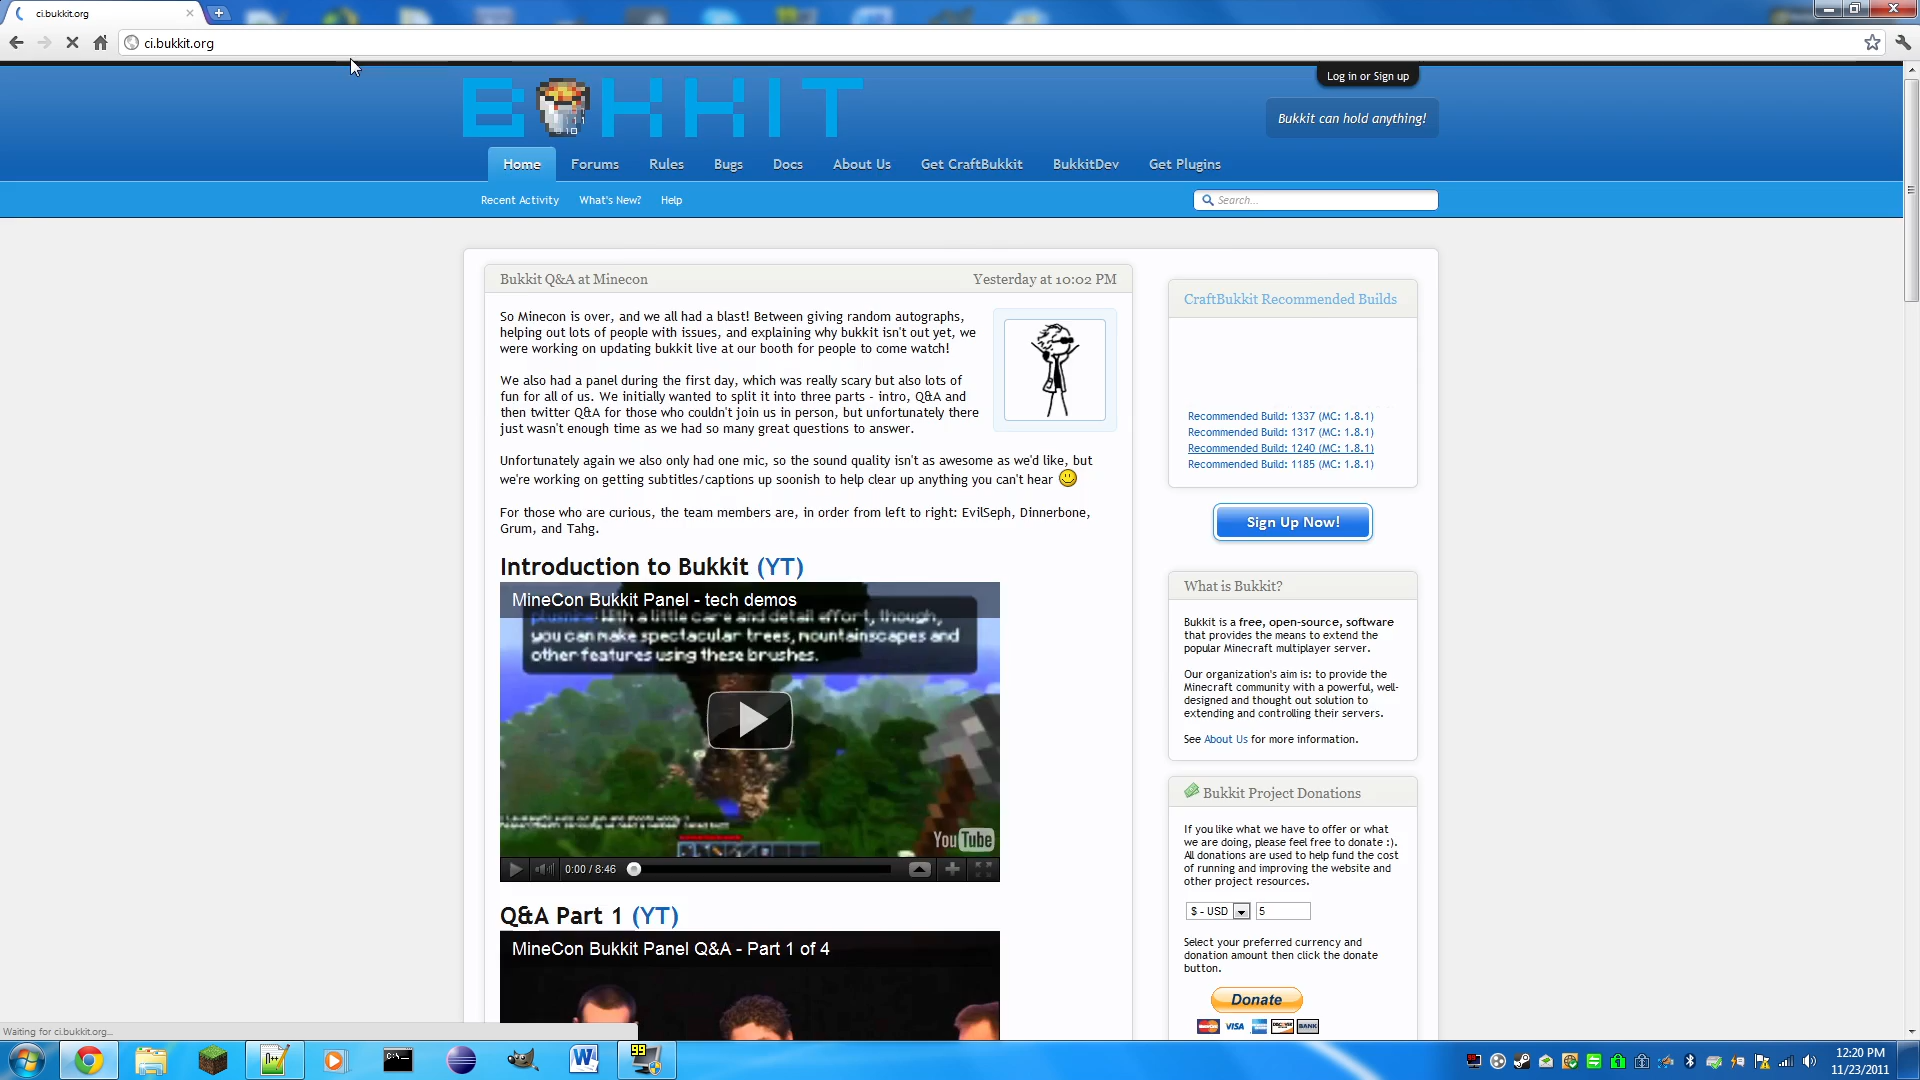 ci.bukkit.org
ci.bukkit.org
BUKKIT
Log in or Sign up
Bukkit can hold anything!
Home Forums Rules Bugs Docs About Us Get CraftBukkit BukkitDev Get Plugins
Recent Activity What's New? Help
Search...
Bukkit Q&A at Minecon Yesterday at 10:02 PM
So Minecon is over, and we all had a blast! Between giving random autographs,
helping out lots of people with issues, and explaining why bukkit isn't out yet, we
were working on updating bukkit live at our booth for people to come watch!
We also had a panel during the first day, which was really scary but also lots of
fun for all of us. We initially wanted to split it into three parts - intro, Q&A and
then twitter Q&A for those who couldn't join us in person, but unfortunately there
just wasn't enough time as we had so many great questions to answer.
Unfortunately again we also only had one mic, so the sound quality isn't as awesome as we'd like, but
we're working on getting subtitles/captions up soonish to help clear up anything you can't hear
For those who are curious, the team members are, in order from left to right: EvilSeph, Dinnerbone,
Grum, and Tahg.
Introduction to Bukkit (YT)
MineCon Bukkit Panel - tech demos
With a little care and detail effort, though,
you can make spectacular trees, mountainscapes and
other features using these brushes.
YouTube
0:00 / 8:46
Q&A Part 1 (YT)
MineCon Bukkit Panel Q&A - Part 1 of 4
CraftBukkit Recommended Builds
Recommended Build: 1337 (MC: 1.8.1)
Recommended Build: 1317 (MC: 1.8.1)
Recommended Build: 1240 (MC: 1.8.1)
Recommended Build: 1185 (MC: 1.8.1)
Sign Up Now!
What is Bukkit?
Bukkit is a free, open-source, software
that provides the means to extend the
popular Minecraft multiplayer server.
Our organization's aim is: to provide the
Minecraft community with a powerful, well-
designed and thought out solution to
extending and controlling their servers.
See About Us for more information.
Bukkit Project Donations
If you like what we have to offer or what
we are doing, please feel free to donate :).
All donations are used to help fund the cost
of running and improving the website and
other project resources.
$ - USD 5
Select your preferred currency and
donation amount then click the donate
button.
Donate
VISA BANK
Waiting for ci.bukkit.org...
99
12:20 PM
11/23/2011